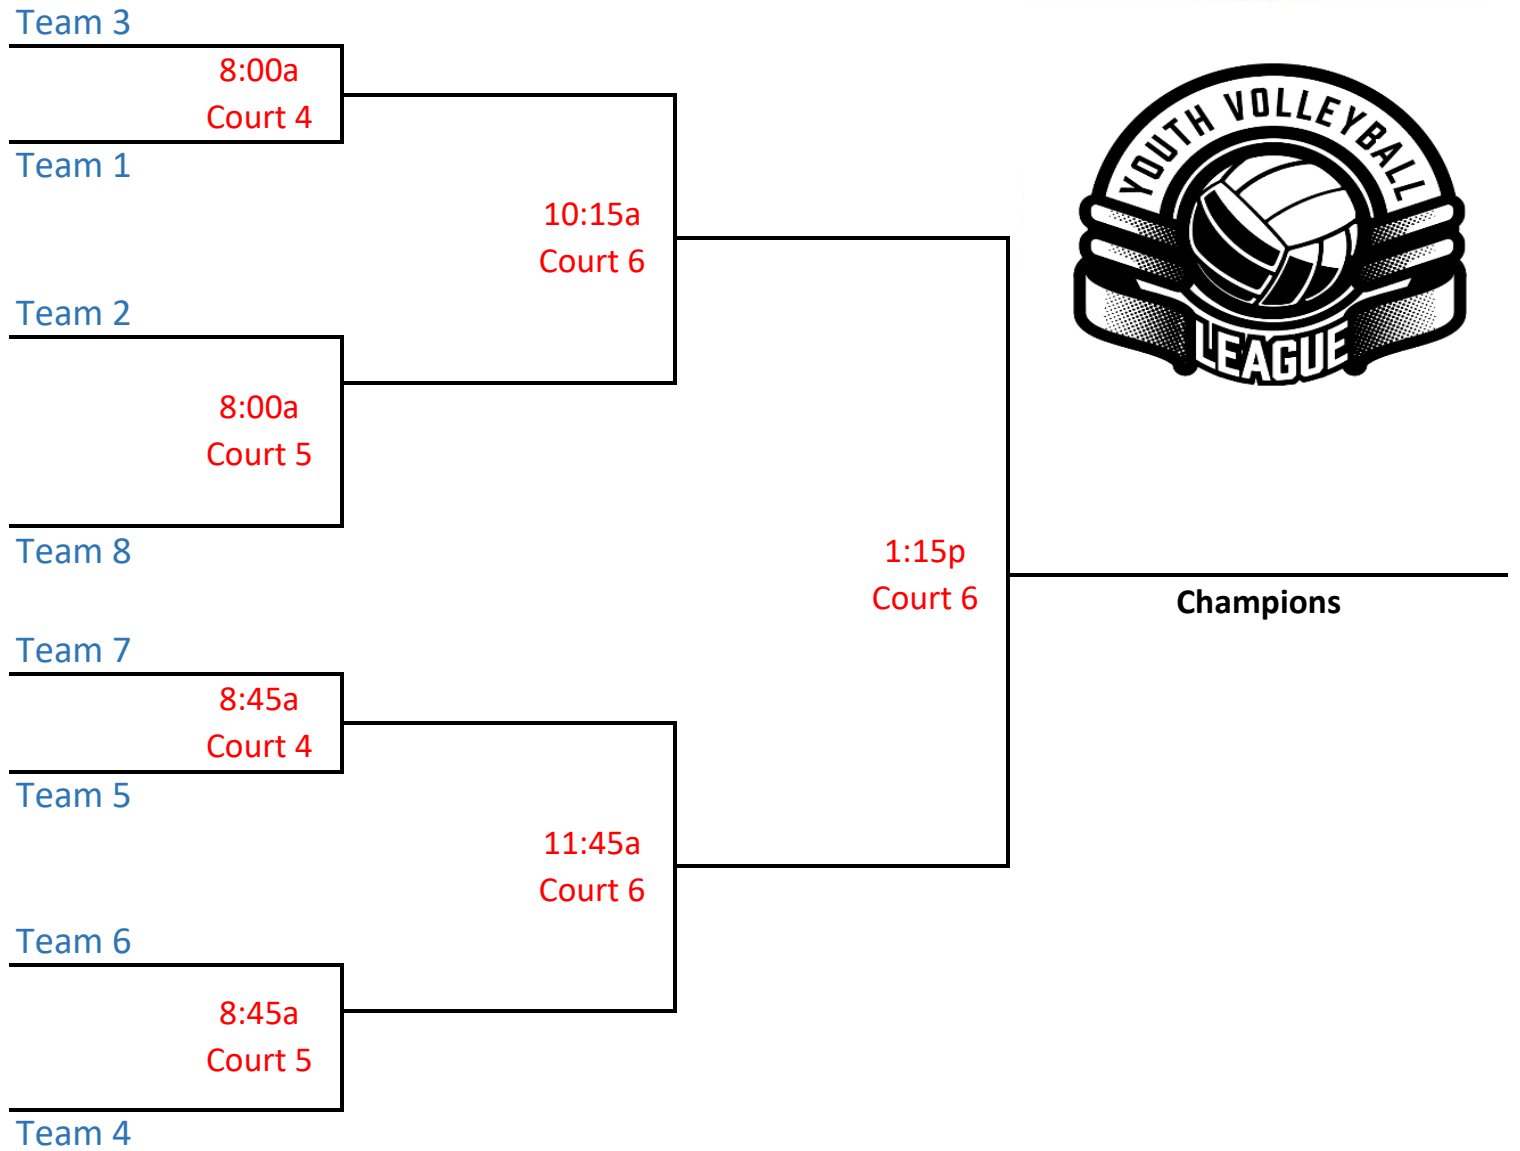 Team 3
8:00a
Court 4
Team 1
YOUTH VOLLEYBALL
LEAGUE
10:15a
Court 6
Team 2
8:00a
Court 5
Team 8
1:15p
Court 6
Champions
Team 7
8:45a
Court 4
Team 5
11:45a
Court 6
Team 6
8:45a
Court 5
Team 4